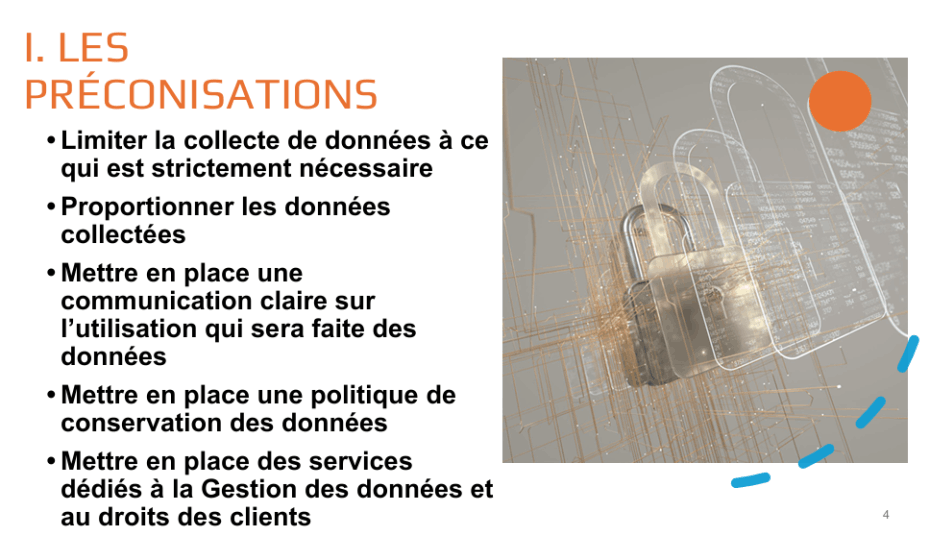 I. LES
PRÉCONISATIONS
• Limiter la collecte de données à ce
qui est strictement nécessaire
• Proportionner les données
collectées
• Mettre en place une
communication claire sur
l’utilisation qui sera faite des
données
• Mettre en place une politique de
conservation des données
• Mettre en place des services
dédiés à la Gestion des données et
au droits des clients
4